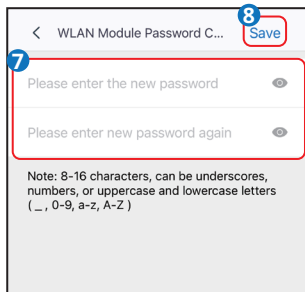 8
< WLAN Module Password C... Save
7
Please enter the new password
Please enter new password again
Note: 8-16 characters, can be underscores,
numbers, or uppercase and lowercase letters
( _ , 0-9, a-z, A-Z )